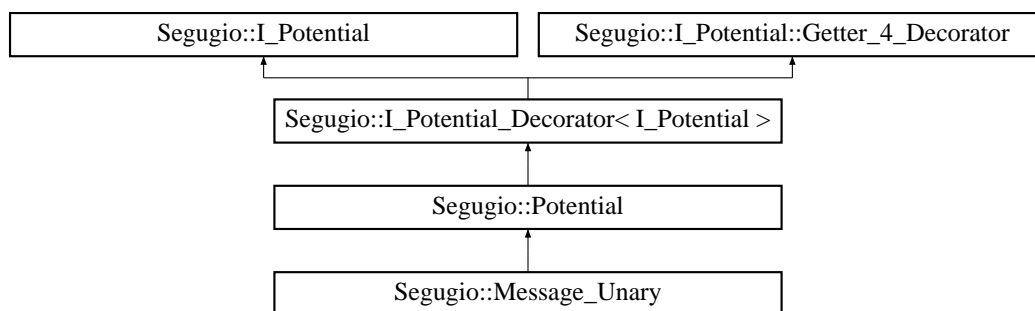 Segugio::I_Potential
Segugio::I_Potential::Getter_4_Decorator
Segugio::I_Potential_Decorator< I_Potential >
Segugio::Potential
Segugio::Message_Unary